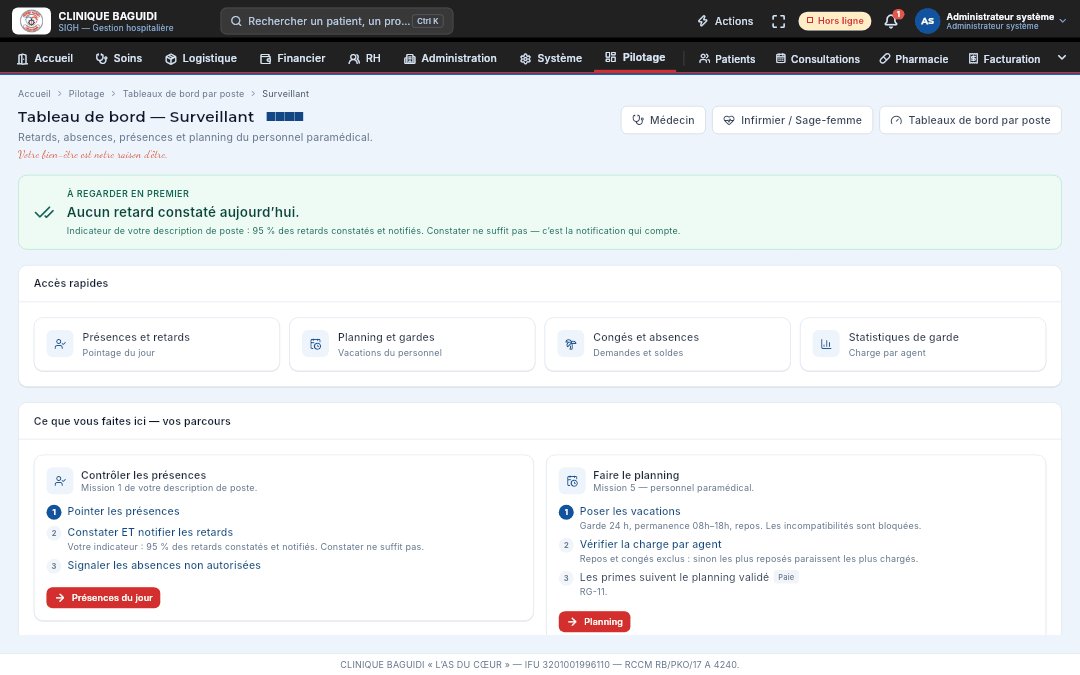 CLINIQUE BAGUIDI
SIGH — Gestion hospitalière
Rechercher un patient, un pro... Ctrl K
Actions
Hors ligne
1
AS
Administrateur système
Administrateur système
Accueil
Soins
Logistique
Financier
RH
Administration
Système
Pilotage
Patients
Consultations
Pharmacie
Facturation
Accueil > Pilotage > Tableaux de bord par poste > Surveillant
Tableau de bord — Surveillant
Retards, absences, présences et planning du personnel paramédical.
Votre bien-être est notre raison d'être.
Médecin
Infirmier / Sage-femme
Tableaux de bord par poste
À REGARDER EN PREMIER
Aucun retard constaté aujourd'hui.
Indicateur de votre description de poste : 95 % des retards constatés et notifiés. Constater ne suffit pas — c'est la notification qui compte.
Accès rapides
Présences et retards
Pointage du jour
Planning et gardes
Vacations du personnel
Congés et absences
Demandes et soldes
Statistiques de garde
Charge par agent
Ce que vous faites ici — vos parcours
Contrôler les présences
Mission 1 de votre description de poste.
1 Pointer les présences
2 Constater ET notifier les retards
Votre indicateur : 95 % des retards constatés et notifiés. Constater ne suffit pas.
3 Signaler les absences non autorisées
Présences du jour
Faire le planning
Mission 5 — personnel paramédical.
1 Poser les vacations
Garde 24 h, permanence 08h–18h, repos. Les incompatibilités sont bloquées.
2 Vérifier la charge par agent
Repos et congés exclus : sinon les plus reposés paraissent les plus chargés.
3 Les primes suivent le planning validé Paie
RG-11.
Planning
CLINIQUE BAGUIDI « L'AS DU CŒUR » — IFU 3201001996110 — RCCM RB/PKO/17 A 4240.